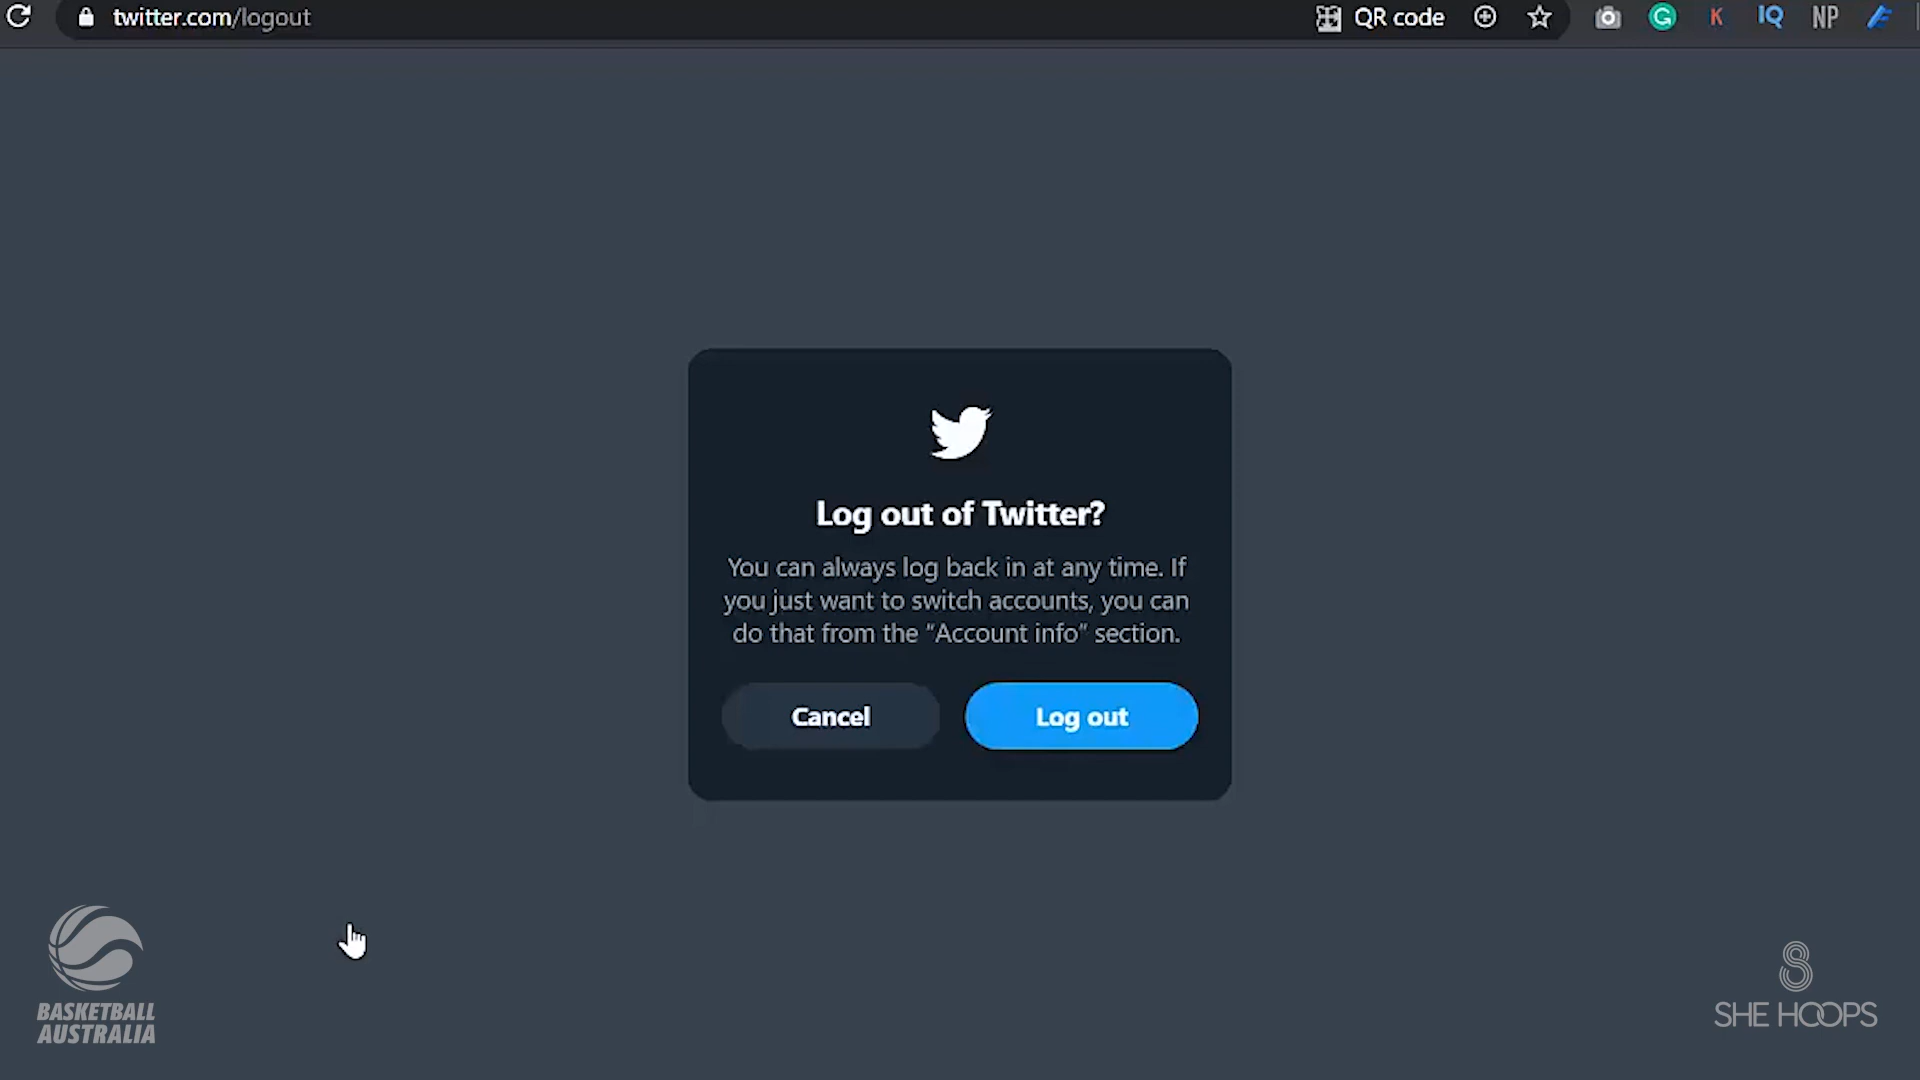 twitter.com/logout
QR code
G
K
IQ
NP
Log out of Twitter?
You can always log back in at any time. If
you just want to switch accounts, you can
do that from the “Account info” section.
Cancel
Log out
BASKETBALL
AUSTRALIA
SHE HOOPS